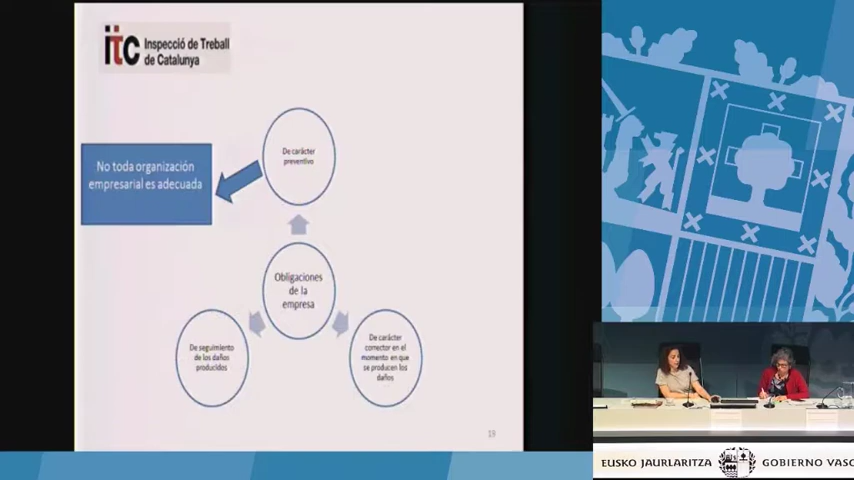 itc Inspecció de Treball
de Catalunya
De carácter
preventivo
No toda organización
empresarial es adecuada
Obligaciones
de la
empresa
De seguimiento
de los daños
producidos
De carácter
corrector en el
momento en que
se producen los
daños
19
EUSKO JAURLARITZA GOBIERNO VASC